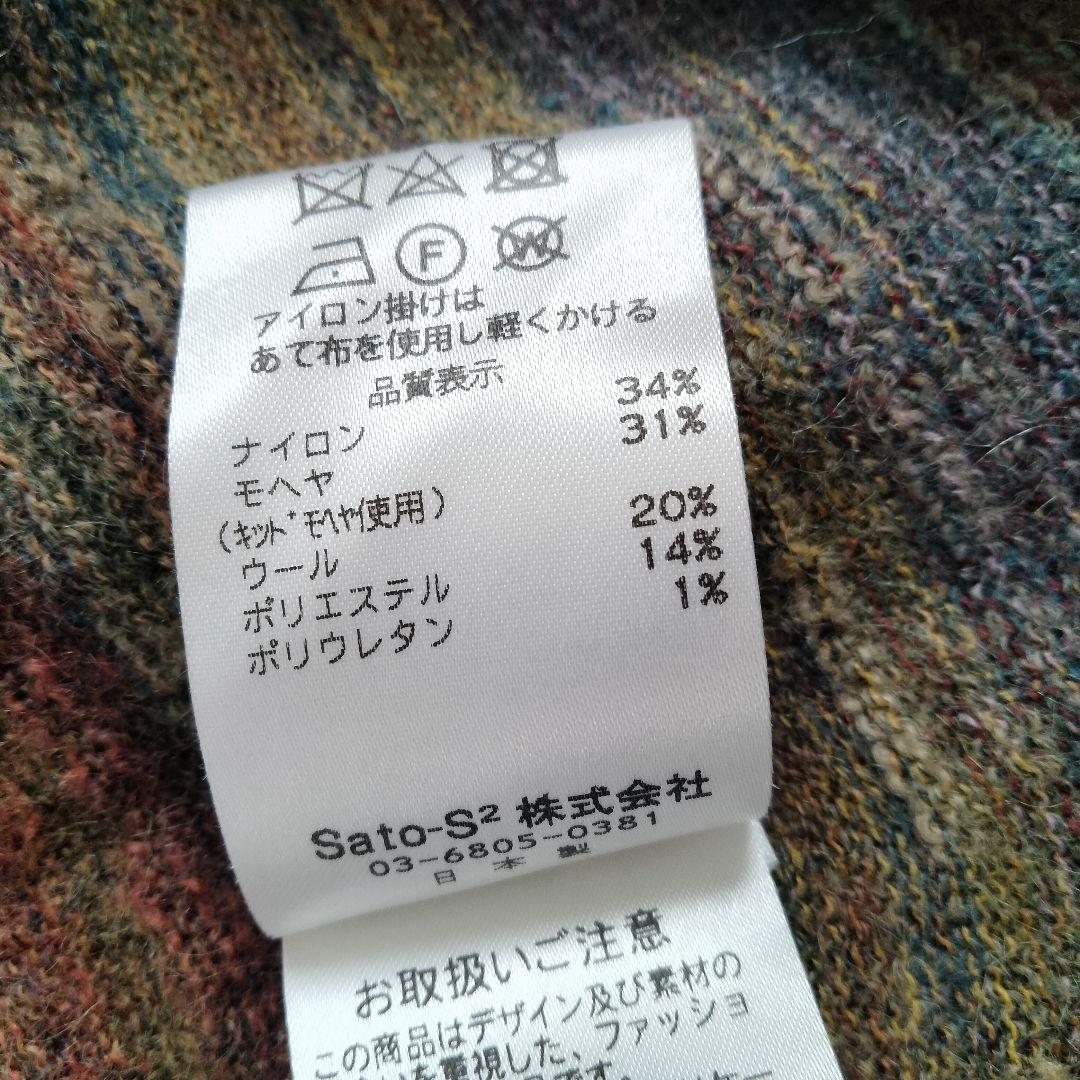 F W
アイロン掛けは
あて布を使用し軽くかける
品質表示
ナイロン 34%
モヘヤ 31%
(キッドモヘヤ使用)
ウール 20%
ポリエステル 14%
ポリウレタン 1%
Sato-S² 株式会社
03-6805-0381
日本製
お取扱いご注意
この商品はデザイン及び素材の
を重視した、ファッショ